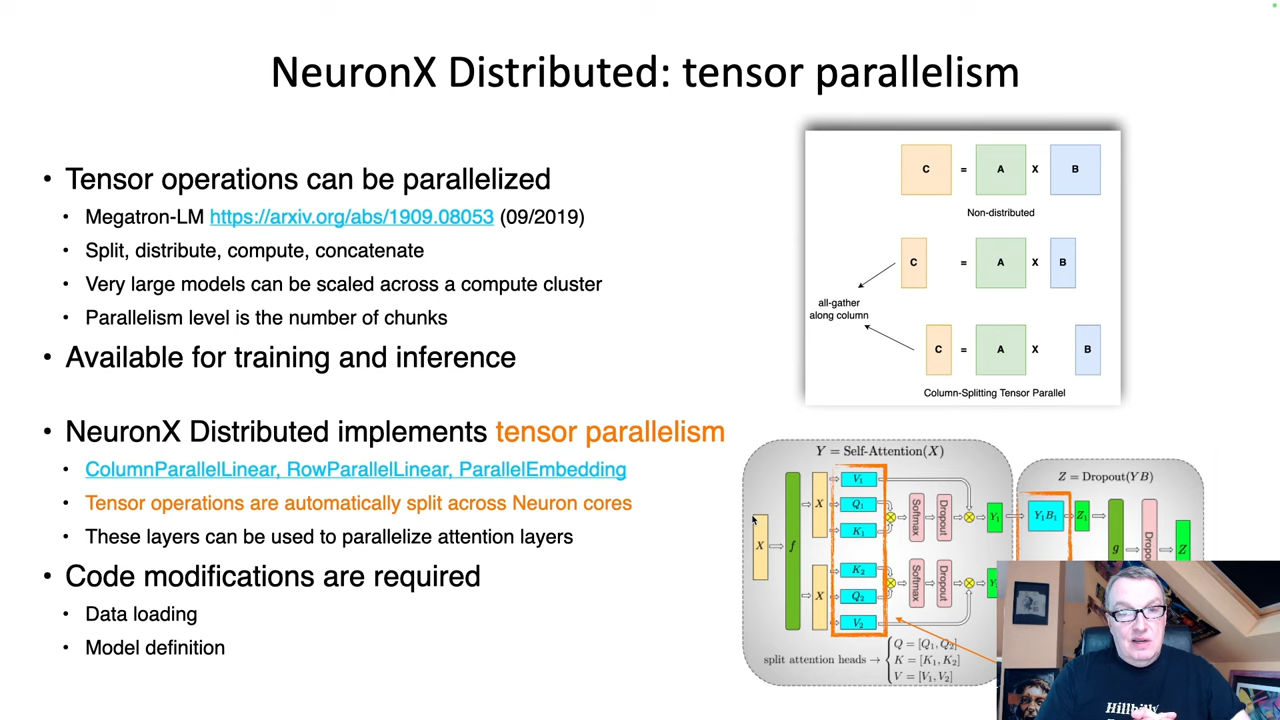 NeuronX Distributed: tensor parallelism
• Tensor operations can be parallelized
• Megatron-LM https://arxiv.org/abs/1909.08053 (09/2019)
• Split, distribute, compute, concatenate
• Very large models can be scaled across a compute cluster
• Parallelism level is the number of chunks
• Available for training and inference
• NeuronX Distributed implements tensor parallelism
• ColumnParallelLinear, RowParallelLinear, ParallelEmbedding
• Tensor operations are automatically split across Neuron cores
• These layers can be used to parallelize attention layers
• Code modifications are required
• Data loading
• Model definition
C = A X B
Non-distributed
C = A X B
all-gather
along column
C = A X B
Column-Splitting Tensor Parallel
Y = Self-Attention(X)
X
f
X
X
V₁
Q₁
K₁
K₂
Q₂
V₂
Softmax
Dropout
Softmax
Dropout
Y₁
split attention heads →
Q = [Q₁, Q₂]
K = [K₁, K₂]
V = [V₁, V₂]
Z = Dropout(YB)
Y₁B₁
Z₁
g
Z
Hillbilly